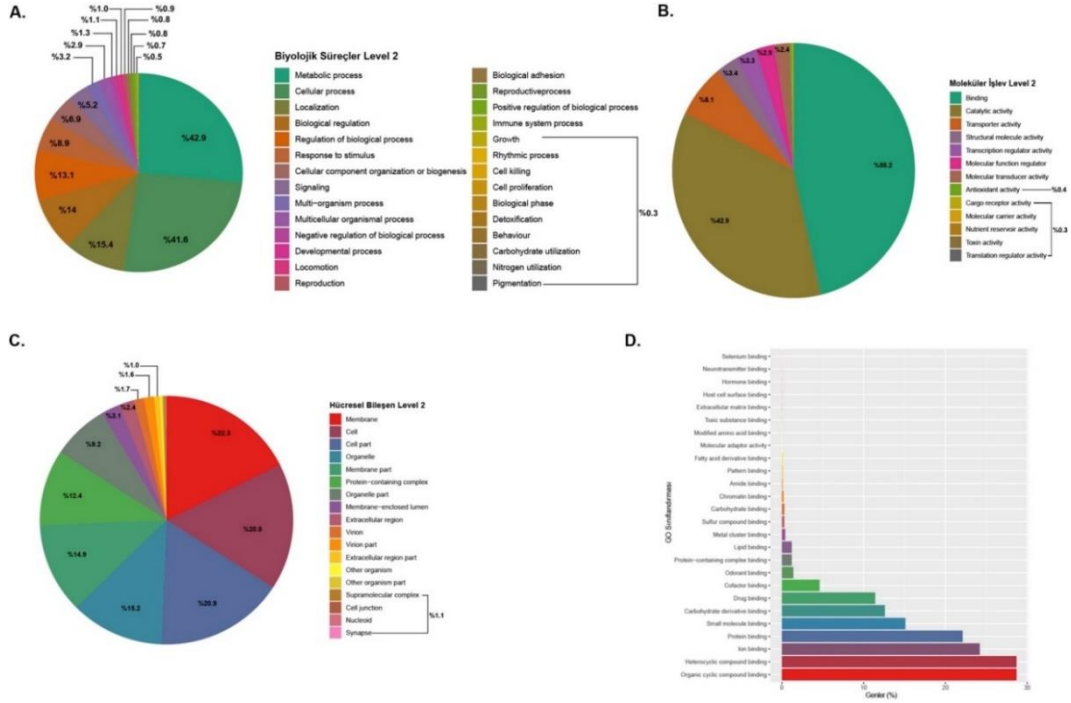 A.
%1.0
%0.9
%1.1
%0.8
%1.3
%0.8
%2.9
%0.7
%3.2
%0.5
%5.2
%6.9
%8.9
%13.1
%14
%15.4
%41.6
%42.9
Biyolojik Süreçler Level 2
Metabolic process
Cellular process
Localization
Biological regulation
Regulation of biological process
Response to stimulus
Cellular component organization or biogenesis
Signaling
Multi-organism process
Multicellular organismal process
Negative regulation of biological process
Developmental process
Locomotion
Reproduction
Biological adhesion
Reproductiveprocess
Positive regulation of biological process
Immune system process
Growth
Rhythmic process
Cell killing
Cell proliferation
Biological phase
Detoxification
Behaviour
Carbohydrate utilization
Nitrogen utilization
Pigmentation
%0.3
B.
%2.4
%3.3
%3.4
%8.1
%42.9
Moleküler İşlev Level 2
Binding
Catalytic activity
Transporter activity
Structural molecule activity
Transcription regulator activity
Molecular function regulator
Molecular transducer activity
Antioxidant activity
%0.4
Cargo receptor activity
Molecular carrier activity
Nutrient reservoir activity
Toxin activity
Translation regulator activity
%0.3
C.
%1.0
%1.6
%1.7
%2.4
%3.1
%9.2
%12.4
%14.9
%15.2
%20.9
%20.9
Hücresel Bileşen Level 2
Membrane
Cell
Cell part
Organelle
Membrane part
Protein-containing complex
Organelle part
Membrane-enclosed lumen
Extracellular region
Virion
Virion part
Extracellular region part
Other organism
Other organism part
Supramolecular complex
Cell junction
Nucleoid
Synapse
%1.1
D.
GO Sınıflandırması
Selenium binding
Neurotransmitter binding
Hormone binding
Host cell surface binding
Extracellular matrix binding
Toxic substance binding
Modified amino acid binding
Molecular adaptor activity
Fatty acid derivative binding
Pattern binding
Amide binding
Chromatin binding
Carbohydrate binding
Sulfur compound binding
Metal cluster binding
Lipid binding
Protein-containing complex binding
Odorant binding
Cofactor binding
Drug binding
Carbohydrate derivative binding
Small molecule binding
Protein binding
Ion binding
Heterocyclic compound binding
Organic cyclic compound binding
0
10
20
30
Genler (%)